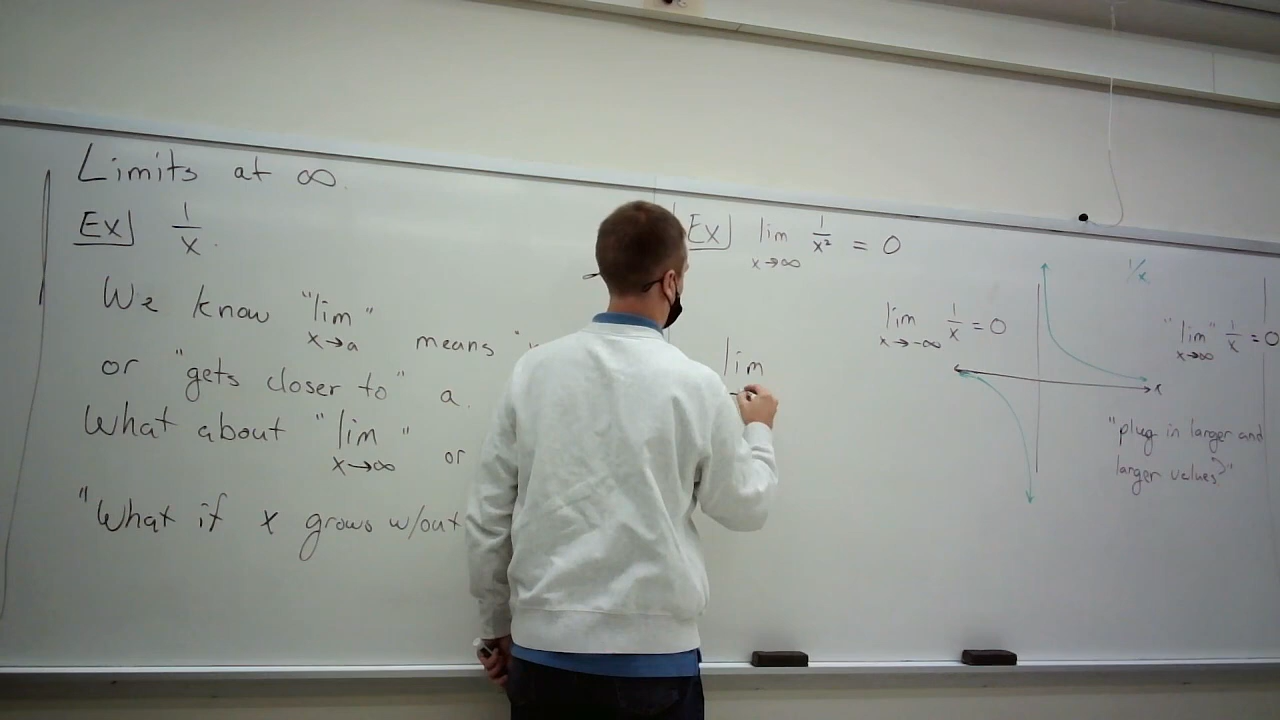 Limits at ∞.
Ex] 1/x.
We know "lim x→a" means "
or "gets closer to" a.
What about "lim x→∞" or
"What if x grows w/out
Ex] lim x→∞ 1/x² = 0
lim
lim x→-∞ 1/x = 0
1/x
x
"lim" x→∞ 1/x = 0
"plug in larger and
larger values?"